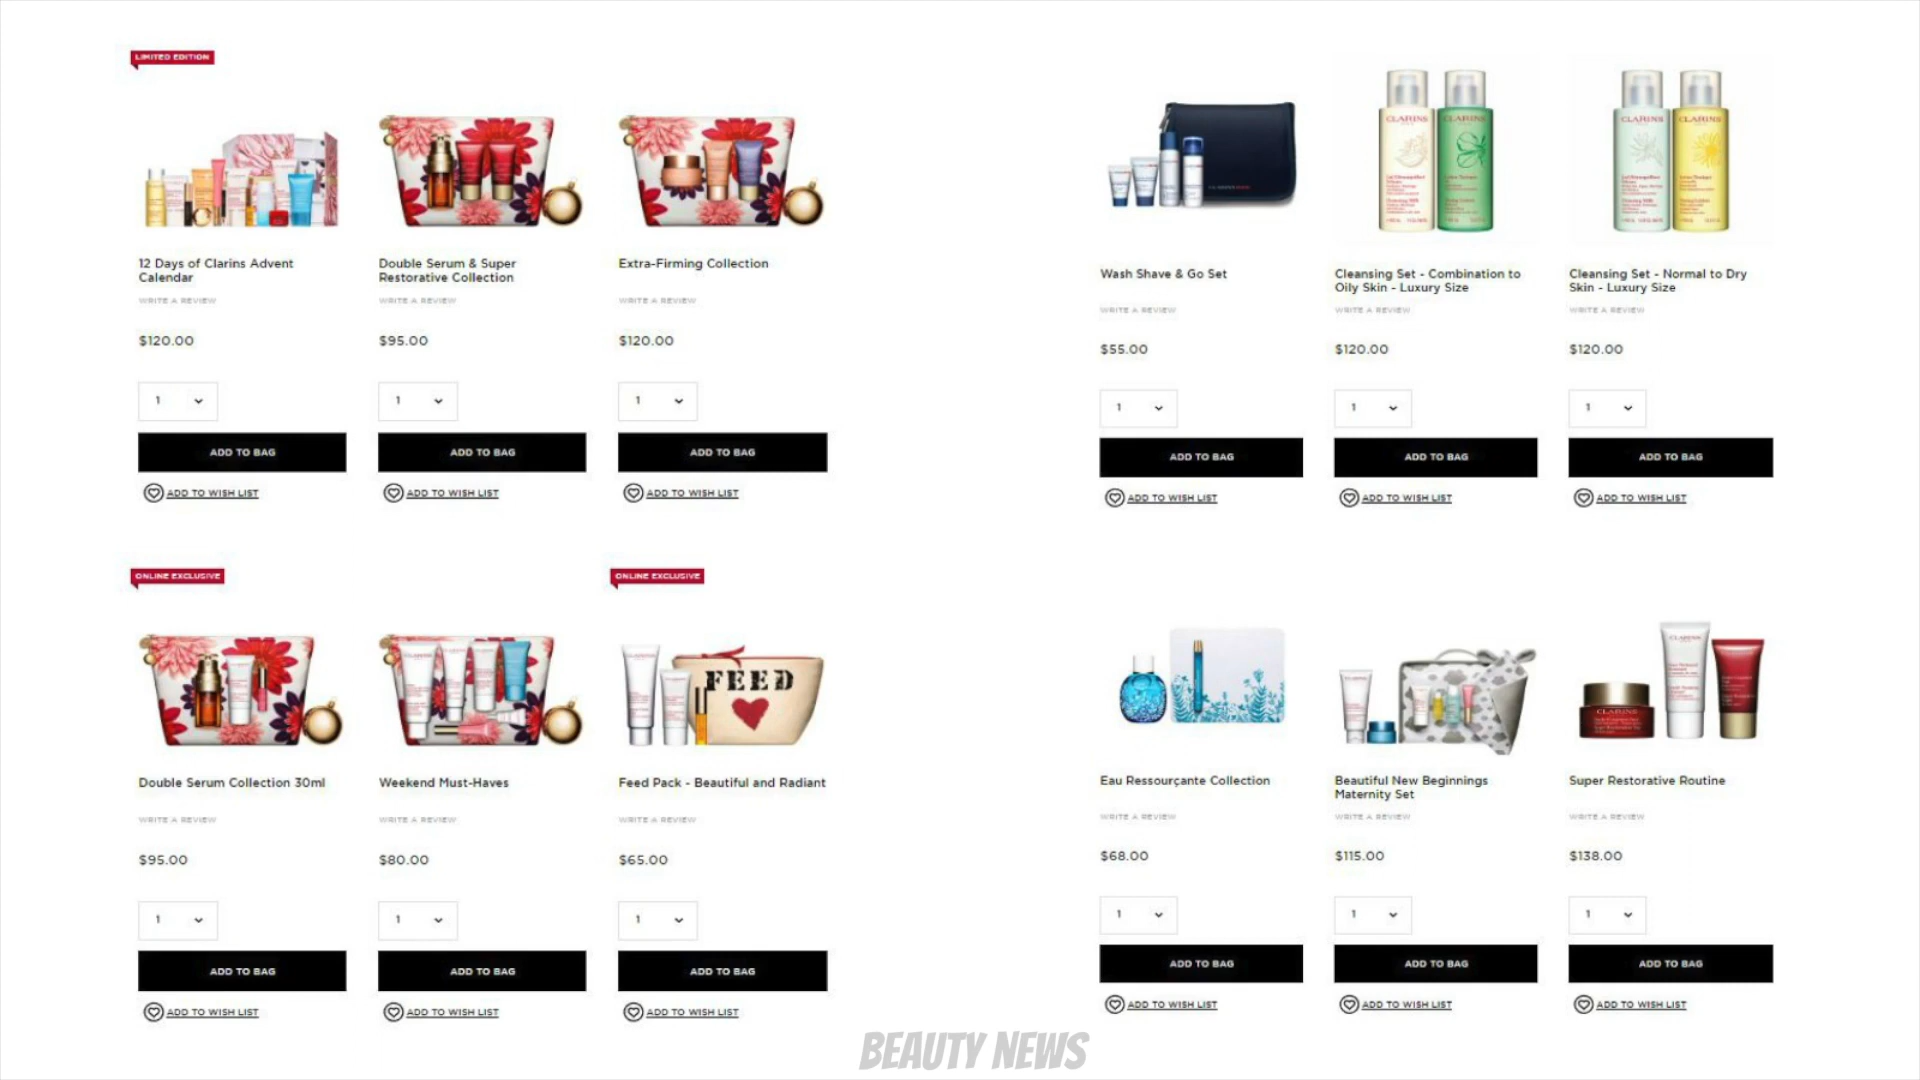 LIMITED EDITION
12 Days of Clarins Advent
Calendar
WRITE A REVIEW
$120.00
1
ADD TO BAG
ADD TO WISH LIST
Double Serum & Super
Restorative Collection
WRITE A REVIEW
$95.00
1
ADD TO BAG
ADD TO WISH LIST
Extra-Firming Collection
WRITE A REVIEW
$120.00
1
ADD TO BAG
ADD TO WISH LIST
Wash Shave & Go Set
WRITE A REVIEW
$55.00
1
ADD TO BAG
ADD TO WISH LIST
CLARINS
CLARINS
Cleansing Set - Combination to
Oily Skin - Luxury Size
WRITE A REVIEW
$120.00
1
ADD TO BAG
ADD TO WISH LIST
CLARINS
CLARINS
Cleansing Set - Normal to Dry
Skin - Luxury Size
WRITE A REVIEW
$120.00
1
ADD TO BAG
ADD TO WISH LIST
ONLINE EXCLUSIVE
Double Serum Collection 30ml
WRITE A REVIEW
$95.00
1
ADD TO BAG
ADD TO WISH LIST
Weekend Must-Haves
WRITE A REVIEW
$80.00
1
ADD TO BAG
ADD TO WISH LIST
ONLINE EXCLUSIVE
FEED
Feed Pack - Beautiful and Radiant
WRITE A REVIEW
$65.00
1
ADD TO BAG
ADD TO WISH LIST
Eau Ressourçante Collection
WRITE A REVIEW
$68.00
1
ADD TO BAG
ADD TO WISH LIST
Beautiful New Beginnings
Maternity Set
WRITE A REVIEW
$115.00
1
ADD TO BAG
ADD TO WISH LIST
CLARINS
CLARINS
Super Restorative Routine
WRITE A REVIEW
$138.00
1
ADD TO BAG
ADD TO WISH LIST
BEAUTY NEWS